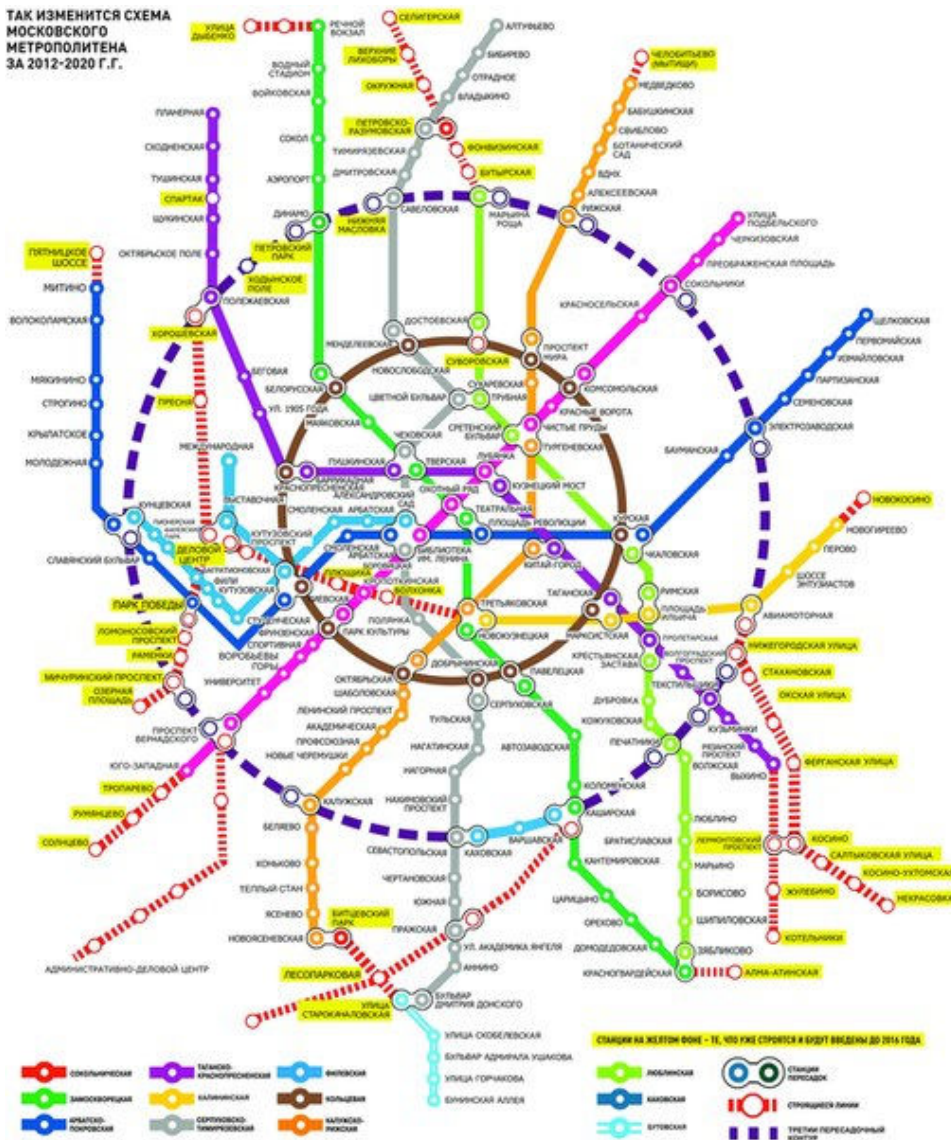 ТАК ИЗМЕНИТСЯ СХЕМА
МОСКОВСКОГО
МЕТРОПОЛИТЕНА
ЗА 2012-2020 Г.Г.
УЛИЦА
ДЫБЕНКО
РЕЧНОЙ
ВОКЗАЛ
СЕЛИГЕРСКАЯ
АЛТУФЬЕВО
ВЕРХНИЕ
ЛИХОБОРЫ
БИБИРЕВО
ЧЕЛОБИТЬЕВО
(МЫТИЩИ)
ВОДНЫЙ
СТАДИОН
ОТРАДНОЕ
ОКРУЖНАЯ
МЕДВЕДКОВО
ВОЙКОВСКАЯ
ВЛАДЫКИНО
БАБУШКИНСКАЯ
ПЛАНЕРНАЯ
ПЕТРОВСКО-
РАЗУМОВСКАЯ
СВИБЛОВО
СОКОЛ
ФОНВИЗИНСКАЯ
БОТАНИЧЕСКИЙ
САД
СХОДНЕНСКАЯ
ТИМИРЯЗЕВСКАЯ
БУТЫРСКАЯ
ВДНХ
ТУШИНСКАЯ
АЭРОПОРТ
ДМИТРОВСКАЯ
АЛЕКСЕЕВСКАЯ
СПАРТАК
ДИНАМО
НИЖНЯЯ
МАСЛОВКА
САВЕЛОВСКАЯ
МАРЬИНА
РОЩА
РИЖСКАЯ
УЛИЦА
ПОДБЕЛЬСКОГО
ЩУКИНСКАЯ
ЧЕРКИЗОВСКАЯ
ПЯТНИЦКОЕ
ШОССЕ
ОКТЯБРЬСКОЕ ПОЛЕ
ПЕТРОВСКИЙ
ПАРК
ПРЕОБРАЖЕНСКАЯ ПЛОЩАДЬ
ХОДЫНСКОЕ
ПОЛЕ
МИТИНО
ПОЛЕЖАЕВСКАЯ
СОКОЛЬНИКИ
КРАСНОСЕЛЬСКАЯ
ВОЛОКОЛАМСКАЯ
ХОРОШЕВСКАЯ
ДОСТОЕВСКАЯ
ЩЕЛКОВСКАЯ
ПЕРВОМАЙСКАЯ
МЕНДЕЛЕЕВСКАЯ
ПРОСПЕКТ
МИРА
ИЗМАЙЛОВСКАЯ
НОВОСЛОБОДСКАЯ
СУВОРОВСКАЯ
МЯКИНИНО
БЕГОВАЯ
БЕЛОРУССКАЯ
СУХАРЕВСКАЯ
КОМСОМОЛЬСКАЯ
ПАРТИЗАНСКАЯ
СТРОГИНО
ПРЕСНЯ
УЛ. 1905 ГОДА
ЦВЕТНОЙ БУЛЬВАР
ТРУБНАЯ
КРАСНЫЕ ВОРОТА
СЕМЕНОВСКАЯ
МАЯКОВСКАЯ
СРЕТЕНСКИЙ
БУЛЬВАР
ЧИСТЫЕ ПРУДЫ
ЭЛЕКТРОЗАВОДСКАЯ
КРЫЛАТСКОЕ
МЕЖДУНАРОДНАЯ
ЧЕХОВСКАЯ
ТУРГЕНЕВСКАЯ
БАУМАНСКАЯ
МОЛОДЕЖНАЯ
ПУШКИНСКАЯ
ТВЕРСКАЯ
ЛУБЯНКА
БАРРИКАДНАЯ
КРАСНОПРЕСНЕНСКАЯ
КУЗНЕЦКИЙ МОСТ
ВЫСТАВОЧНАЯ
АЛЕКСАНДРОВСКИЙ
САД
ОХОТНЫЙ РЯД
НОВОКОСИНО
КУНЦЕВСКАЯ
СМОЛЕНСКАЯ
АРБАТСКАЯ
ТЕАТРАЛЬНАЯ
КУРСКАЯ
НОВОГИРЕЕВО
ПИОНЕРСКАЯ
ПЛОЩАДЬ РЕВОЛЮЦИИ
КУТУЗОВСКИЙ
ПРОСПЕКТ
ПЕРОВО
СЛАВЯНСКИЙ БУЛЬВАР
ДЕЛОВОЙ
ЦЕНТР
СМОЛЕНСКАЯ
БИБЛИОТЕКА
ИМ. ЛЕНИНА
КИТАЙ-ГОРОД
ЧКАЛОВСКАЯ
АРБАТСКАЯ
БОРОВИЦКАЯ
ШОССЕ
ЭНТУЗИАСТОВ
БАГРАТИОНОВСКАЯ
ФИЛИ
КУТУЗОВСКАЯ
ПЛЮЩИХА
КРОПОТКИНСКАЯ
ВОЛХОНКА
ТАГАНСКАЯ
РИМСКАЯ
ПАРК ПОБЕДЫ
СТУДЕНЧЕСКАЯ
КИЕВСКАЯ
ТРЕТЬЯКОВСКАЯ
ПЛОЩАДЬ
ИЛЬИЧА
АВИАМОТОРНАЯ
ФРУНЗЕНСКАЯ
ПАРК КУЛЬТУРЫ
ПОЛЯНКА
НОВОКУЗНЕЦКАЯ
МАРКСИСТСКАЯ
ПРОЛЕТАРСКАЯ
ЛОМОНОСОВСКИЙ
ПРОСПЕКТ
СПОРТИВНАЯ
НИЖЕГОРОДСКАЯ УЛИЦА
РАМЕНКИ
ВОРОБЬЕВЫ
ГОРЫ
ДОБРЫНИНСКАЯ
КРЕСТЬЯНСКАЯ
ЗАСТАВА
ВОЛГОГРАДСКИЙ
ПРОСПЕКТ
СТАХАНОВСКАЯ
МИЧУРИНСКИЙ ПРОСПЕКТ
УНИВЕРСИТЕТ
ОКТЯБРЬСКАЯ
ПАВЕЛЕЦКАЯ
ТЕКСТИЛЬЩИКИ
ОЗЕРНАЯ
ПЛОЩАДЬ
ШАБОЛОВСКАЯ
СЕРПУХОВСКАЯ
ДУБРОВКА
ОКСКАЯ УЛИЦА
ЛЕНИНСКИЙ ПРОСПЕКТ
ТУЛЬСКАЯ
КОЖУХОВСКАЯ
КУЗЬМИНКИ
ПРОСПЕКТ
ВЕРНАДСКОГО
АКАДЕМИЧЕСКАЯ
АВТОЗАВОДСКАЯ
ПЕЧАТНИКИ
РЯЗАНСКИЙ
ПРОСПЕКТ
ПРОФСОЮЗНАЯ
НАГАТИНСКАЯ
ВОЛЖСКАЯ
ФЕРГАНСКАЯ УЛИЦА
ЮГО-ЗАПАДНАЯ
НОВЫЕ ЧЕРЕМУШКИ
НАГОРНАЯ
ВЫХИНО
ТРОПАРЕВО
КАЛУЖСКАЯ
НАХИМОВСКИЙ
ПРОСПЕКТ
КОЛОМЕНСКАЯ
РУМЯНЦЕВО
БЕЛЯЕВО
КАШИРСКАЯ
ЛЮБЛИНО
СОЛНЦЕВО
СЕВАСТОПОЛЬСКАЯ
КАХОВСКАЯ
ВАРШАВСКАЯ
БРАТИСЛАВСКАЯ
ЛЕРМОНТОВСКИЙ
ПРОСПЕКТ
КОСИНО
КОНЬКОВО
КАНТЕМИРОВСКАЯ
МАРЬИНО
САЛТЫКОВСКАЯ УЛИЦА
ЧЕРТАНОВСКАЯ
КОСИНО-УХТОМСКАЯ
ТЕПЛЫЙ СТАН
ЦАРИЦЫНО
БОРИСОВО
ЖУЛЕБИНО
НЕКРАСОВКА
ЮЖНАЯ
ЯСЕНЕВО
БИТЦЕВСКИЙ
ПАРК
ПРАЖСКАЯ
ОРЕХОВО
ШИПИЛОВСКАЯ
КОТЕЛЬНИКИ
НОВОЯСЕНЕВСКАЯ
УЛ. АКАДЕМИКА ЯНГЕЛЯ
ДОМОДЕДОВСКАЯ
ЗЯБЛИКОВО
АДМИНИСТРАТИВНО-ДЕЛОВОЙ ЦЕНТР
ЛЕСОПАРКОВАЯ
АННИНО
КРАСНОГВАРДЕЙСКАЯ
АЛМА-АТИНСКАЯ
УЛИЦА
СТАРОКАЧАЛОВСКАЯ
БУЛЬВАР
ДМИТРИЯ ДОНСКОГО
УЛИЦА СКОБЕЛЕВСКАЯ
БУЛЬВАР АДМИРАЛА УШАКОВА
УЛИЦА ГОРЧАКОВА
БУНИНСКАЯ АЛЛЕЯ
СТАНЦИИ НА ЖЕЛТОМ ФОНЕ – ТЕ, ЧТО УЖЕ СТРОЯТСЯ И БУДУТ ВВЕДЕНЫ ДО 2016 ГОДА
СОКОЛЬНИЧЕСКАЯ
ТАГАНСКО-
КРАСНОПРЕСНЕНСКАЯ
ФИЛЕВСКАЯ
ЛЮБЛИНСКАЯ
СТАНЦИИ
ПЕРЕСАДОК
ЗАМОСКВОРЕЦКАЯ
КАЛИНИНСКАЯ
КОЛЬЦЕВАЯ
КАХОВСКАЯ
СТРОЯЩИЕСЯ ЛИНИИ
АРБАТСКО-
ПОКРОВСКАЯ
СЕРПУХОВСКО-
ТИМИРЯЗЕВСКАЯ
КАЛУЖСКО-
РИЖСКАЯ
БУТОВСКАЯ
ТРЕТИЙ ПЕРЕСАДОЧНЫЙ
КОНТУР